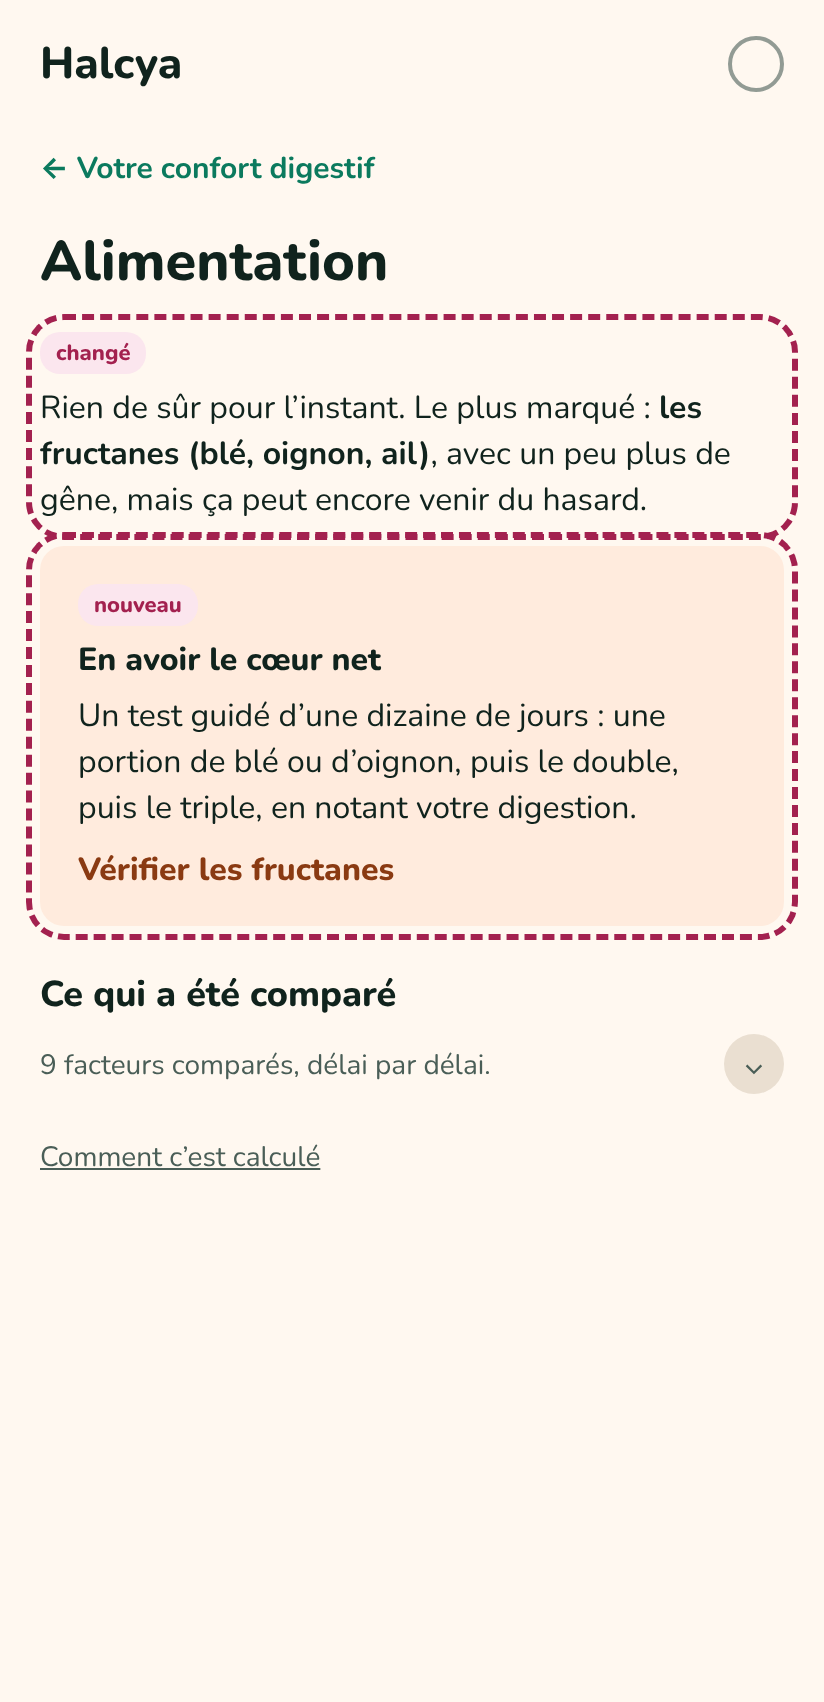 Halcya
← Votre confort digestif
Alimentation
changé
Rien de sûr pour l’instant. Le plus marqué : les
fructanes (blé, oignon, ail), avec un peu plus de
gêne, mais ça peut encore venir du hasard.
nouveau
En avoir le cœur net
Un test guidé d’une dizaine de jours : une
portion de blé ou d’oignon, puis le double,
puis le triple, en notant votre digestion.
Vérifier les fructanes
Ce qui a été comparé
9 facteurs comparés, délai par délai.
Comment c’est calculé